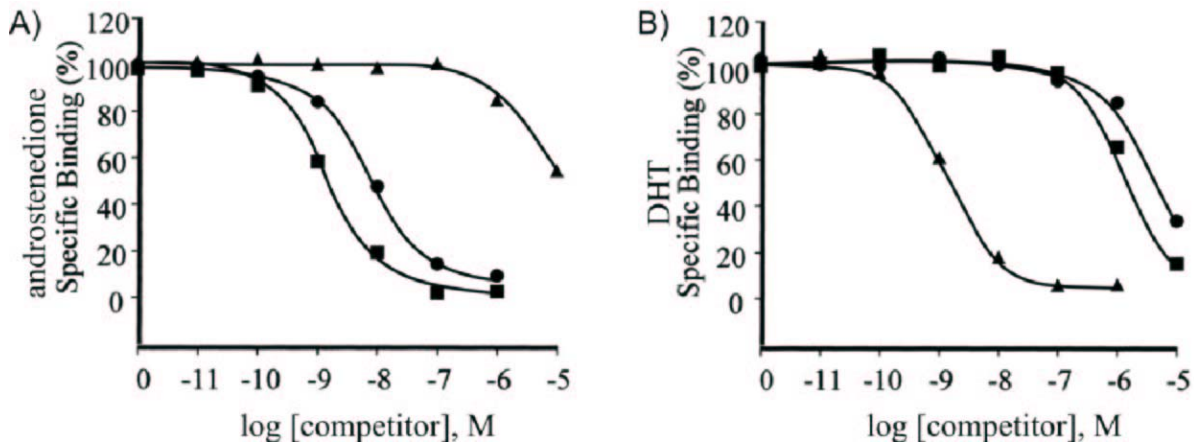 A)
androstenedione
Specific Binding (%)
120
100
80
60
40
20
0
0 -11 -10 -9 -8 -7 -6 -5
log [competitor], M
B)
DHT
Specific Binding (%)
120
100
80
60
40
20
0
0 -11 -10 -9 -8 -7 -6 -5
log [competitor], M